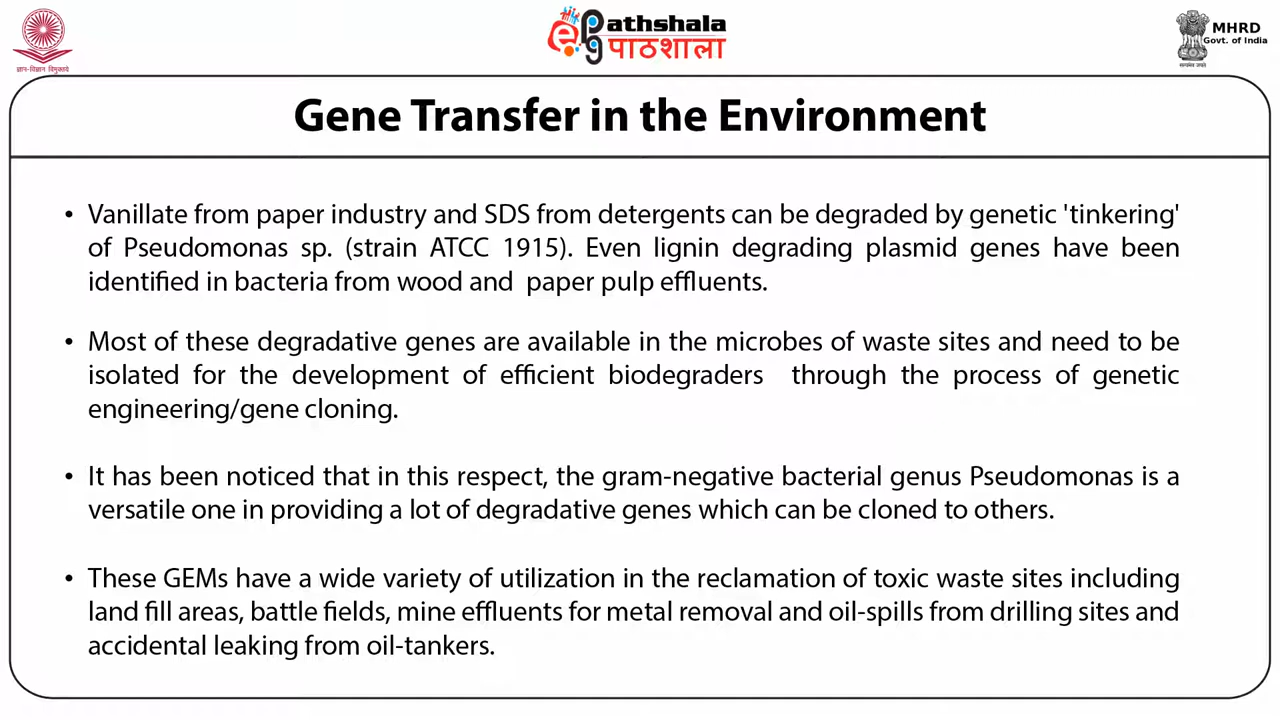 ज्ञान-विज्ञान विमुक्तये
ePathshala
पाठशाला
MHRD
Govt. of India
सत्यमेव जयते
Gene Transfer in the Environment
• Vanillate from paper industry and SDS from detergents can be degraded by genetic 'tinkering'
of Pseudomonas sp. (strain ATCC 1915). Even lignin degrading plasmid genes have been
identified in bacteria from wood and paper pulp effluents.
• Most of these degradative genes are available in the microbes of waste sites and need to be
isolated for the development of efficient biodegraders through the process of genetic
engineering/gene cloning.
• It has been noticed that in this respect, the gram-negative bacterial genus Pseudomonas is a
versatile one in providing a lot of degradative genes which can be cloned to others.
• These GEMs have a wide variety of utilization in the reclamation of toxic waste sites including
land fill areas, battle fields, mine effluents for metal removal and oil-spills from drilling sites and
accidental leaking from oil-tankers.